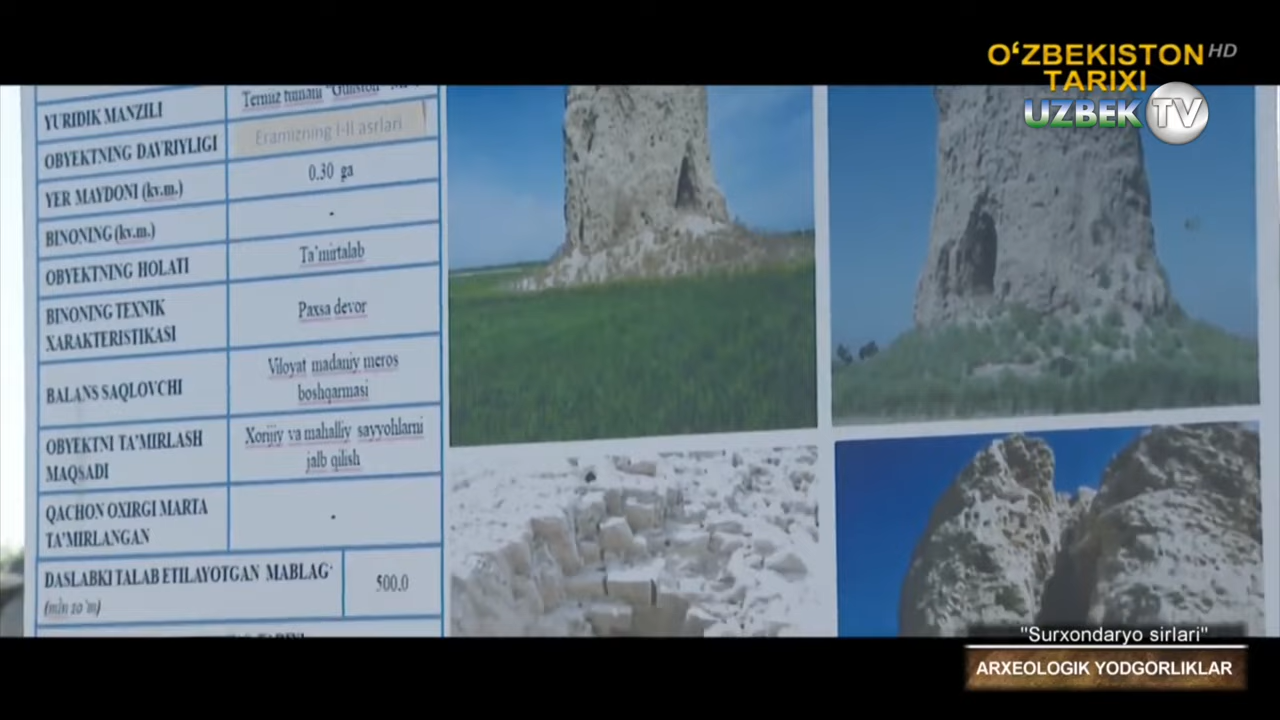 O‘ZBEKISTON HD
TARIXI
UZBEK TV
YURIDIK MANZILI
Termiz tumani "Guliston"
OBYEKTNING DAVRIYLIGI
Eramizning I-II asrlari
YER MAYDONI (kv.m.)
0.30 ga
BINONING (kv.m.)
-
OBYEKTNING HOLATI
Ta'mirtalab
BINONING TEXNIK
XARAKTERISTIKASI
Paxsa devor
BALANS SAQLOVCHI
Viloyat madaniy meros
boshqarmasi
OBYEKTNI TA'MIRLASH
MAQSADI
Xorijiy va mahalliy sayyohlarni
jalb qilish
QACHON OXIRGI MARTA
TA'MIRLANGAN
-
DASLABKI TALAB ETILAYOTGAN MABLAG'
(mln so'm)
500.0
"Surxondaryo sirlari"
ARXEOLOGIK YODGORLIKLAR